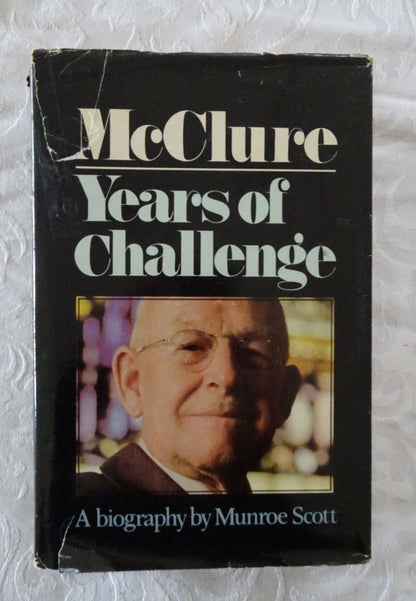 McClure
Years of
Challenge
A biography by Munroe Scott